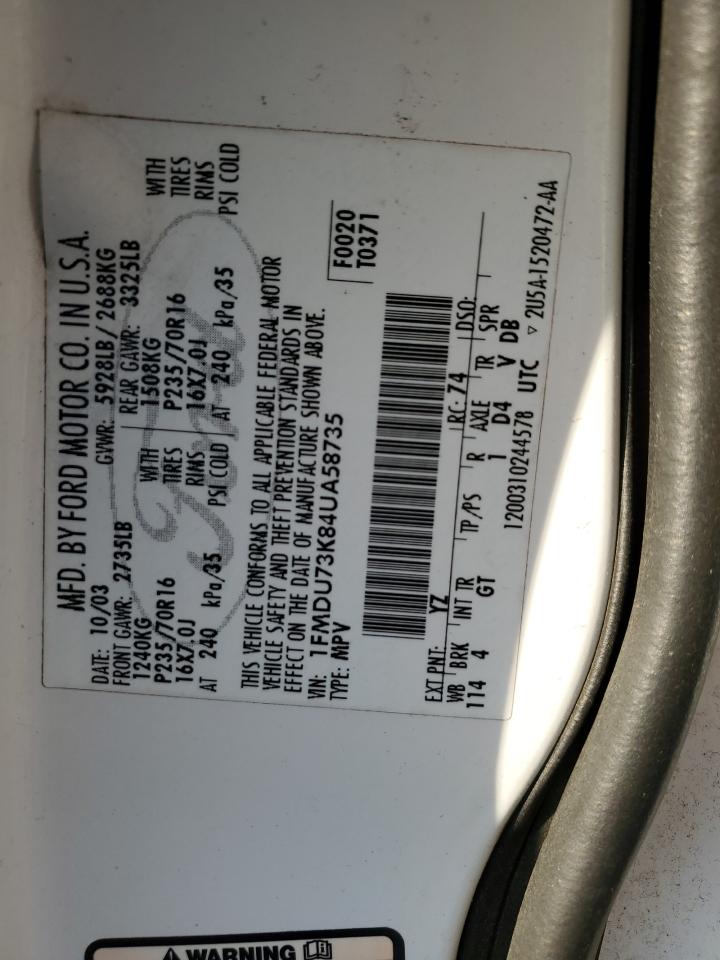 MFD. BY FORD MOTOR CO. IN U.S.A.
DATE: 10/03 GVWR: 5928LB/ 2688KG
FRONT GAWR: 2735LB REAR GAWR: 3325LB
1240KG WITH 1508KG WITH
P235/70R16 TIRES P235/70R16 TIRES
16X7.0J RIMS 16X7.0J RIMS
AT 240 kPa/35 PSI COLD AT 240 kPa/35 PSI COLD
THIS VEHICLE CONFORMS TO ALL APPLICABLE FEDERAL MOTOR
VEHICLE SAFETY AND THEFT PREVENTION STANDARDS IN
EFFECT ON THE DATE OF MANUFACTURE SHOWN ABOVE.
VIN: 1FMDU73K84UA58735 F0020
TYPE: MPV T0371
EXT PNT: YZ RC: 74 DSO:
WB BRK INT TR TP/PS R AXLE TR SPR
114 4 GT 1 D4 V DB
1200310244578 UTC ▿ 2U5A-1520472-AA
Ford
⚠ WARNING